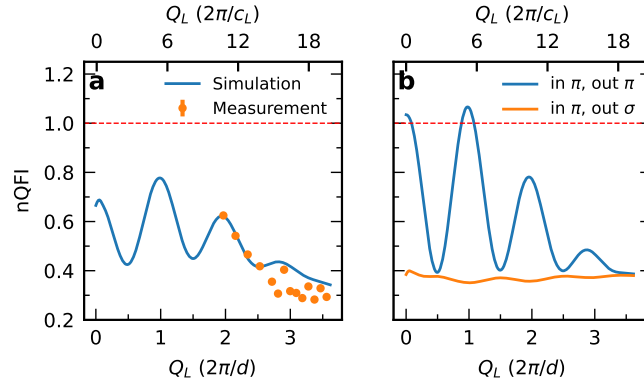 Q_L (2π/c_L)
Q_L (2π/c_L)
0 6 12 18
0 6 12 18
a
Simulation
Measurement
b
in π, out π
in π, out σ
nQFI
1.2
1.0
0.8
0.6
0.4
0.2
0 1 2 3
0 1 2 3
Q_L (2π/d)
Q_L (2π/d)